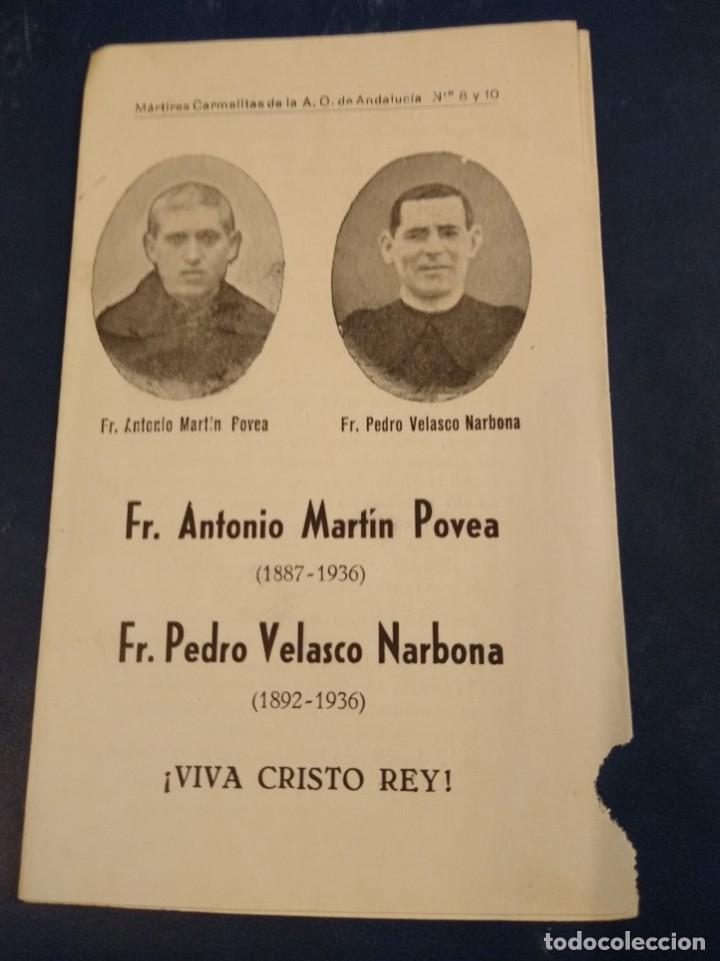 Mártires Carmelitas de la A. O. de Andalucía Nos 8 y 10
Fr. Antonio Martín Povea
Fr. Pedro Velasco Narbona
Fr. Antonio Martín Povea
(1887-1936)
Fr. Pedro Velasco Narbona
(1892-1936)
¡VIVA CRISTO REY!
todocoleccion